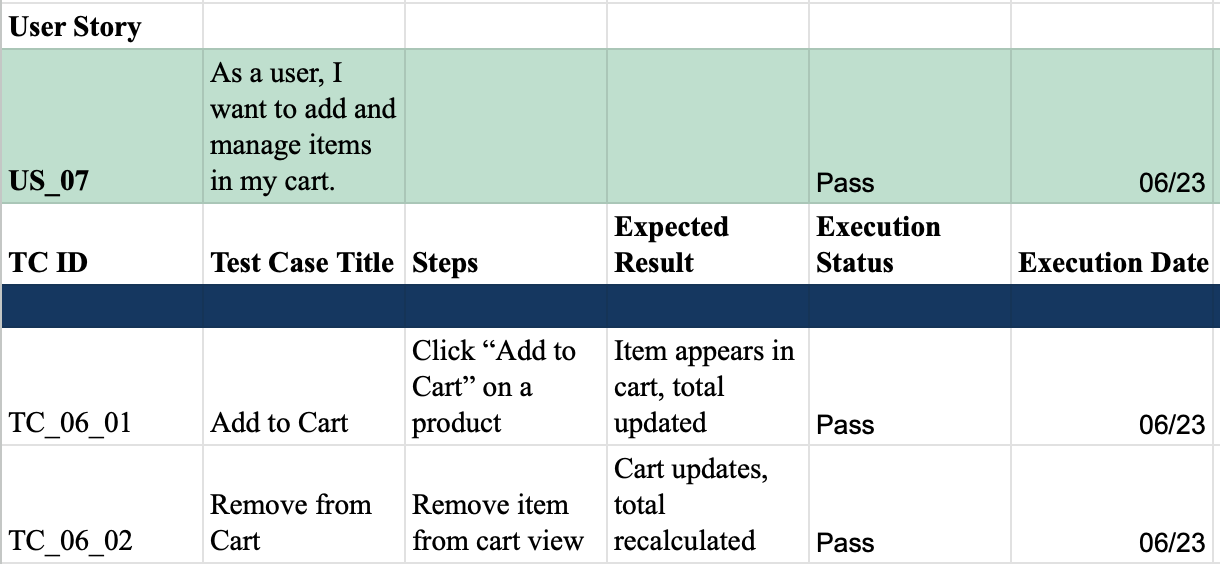 User Story
As a user, I
want to add and
manage items
US_07 in my cart. Pass 06/23
Expected Execution
TC ID Test Case Title Steps Result Status Execution Date
Click “Add to Item appears in
Cart” on a cart, total
TC_06_01 Add to Cart product updated Pass 06/23
Cart updates,
Remove from Remove item total
TC_06_02 Cart from cart view recalculated Pass 06/23